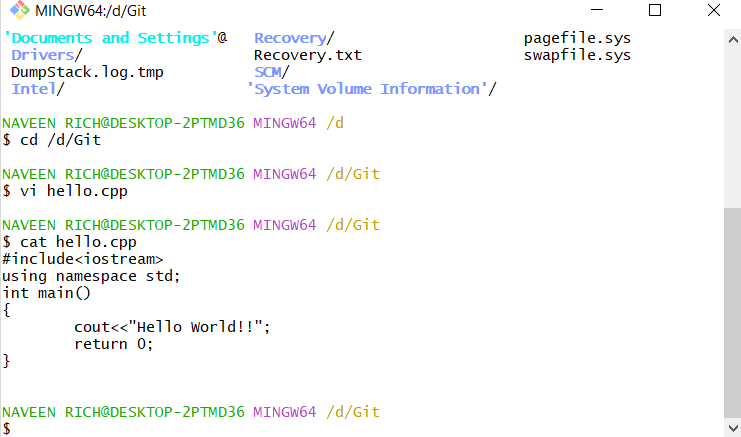 MINGW64:/d/Git
'Documents and Settings'@   Recovery/                     pagefile.sys
 Drivers/                   Recovery.txt                  swapfile.sys
 DumpStack.log.tmp          SCM/
 Intel/                    'System Volume Information'/
NAVEEN RICH@DESKTOP-2PTMD36 MINGW64 /d
$ cd /d/Git
NAVEEN RICH@DESKTOP-2PTMD36 MINGW64 /d/Git
$ vi hello.cpp
NAVEEN RICH@DESKTOP-2PTMD36 MINGW64 /d/Git
$ cat hello.cpp
#include<iostream>
using namespace std;
int main()
{
        cout<<"Hello World!!";
        return 0;
}
NAVEEN RICH@DESKTOP-2PTMD36 MINGW64 /d/Git
$